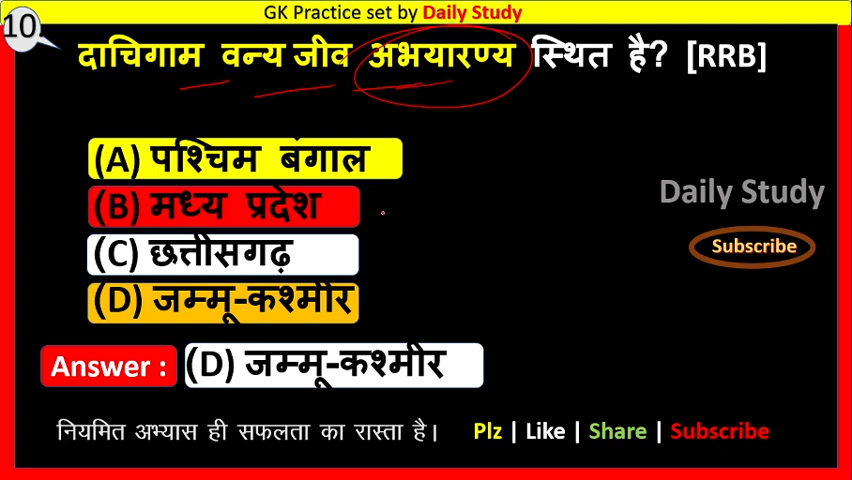 GK Practice set by Daily Study
10
दाचिगाम वन्य जीव अभयारण्य स्थित है? [RRB]
(A) पश्चिम बंगाल
(B) मध्य प्रदेश
(C) छत्तीसगढ़
(D) जम्मू-कश्मीर
Daily Study
Subscribe
Answer : (D) जम्मू-कश्मीर
नियमित अभ्यास ही सफलता का रास्ता है। Plz | Like | Share | Subscribe